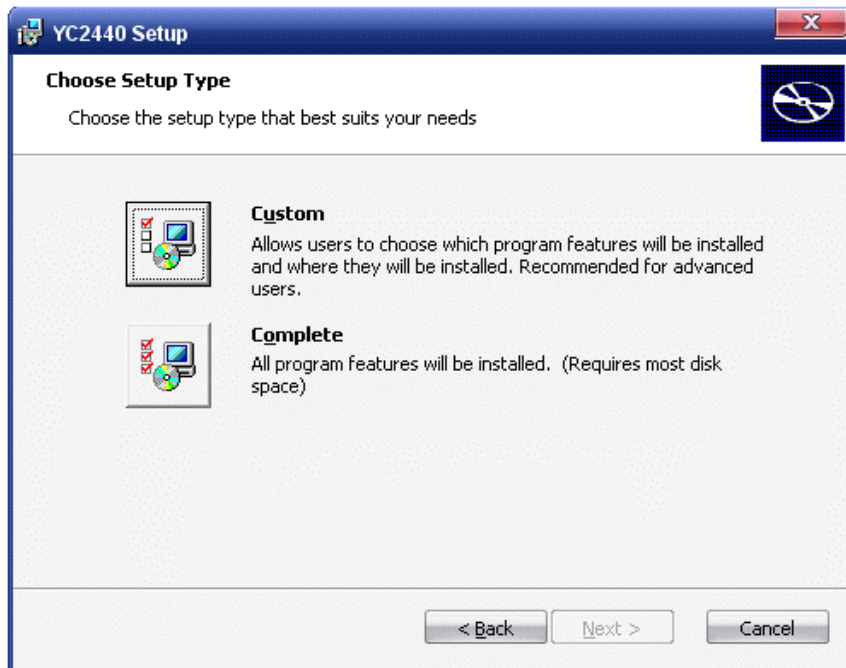 YC2440 Setup
Choose Setup Type
Choose the setup type that best suits your needs
Custom
Allows users to choose which program features will be installed
and where they will be installed. Recommended for advanced
users.
Complete
All program features will be installed. (Requires most disk
space)
< Back
Next >
Cancel